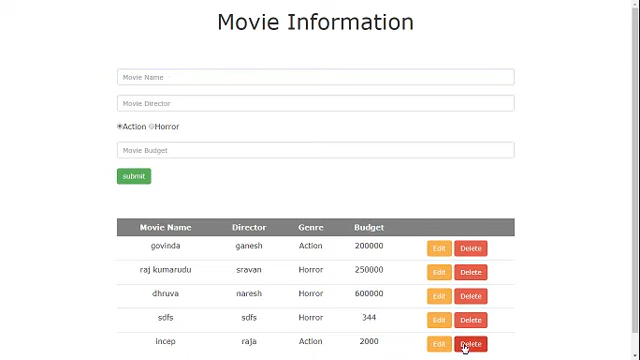 Movie Information
Movie Name
Movie Director
Action Horror
Movie Budget
submit
Movie Name Director Genre Budget
govinda ganesh Action 200000 Edit Delete
raj kumarudu sravan Horror 250000 Edit Delete
dhruva naresh Horror 600000 Edit Delete
sdfs sdfs Horror 344 Edit Delete
incep raja Action 2000 Edit Delete